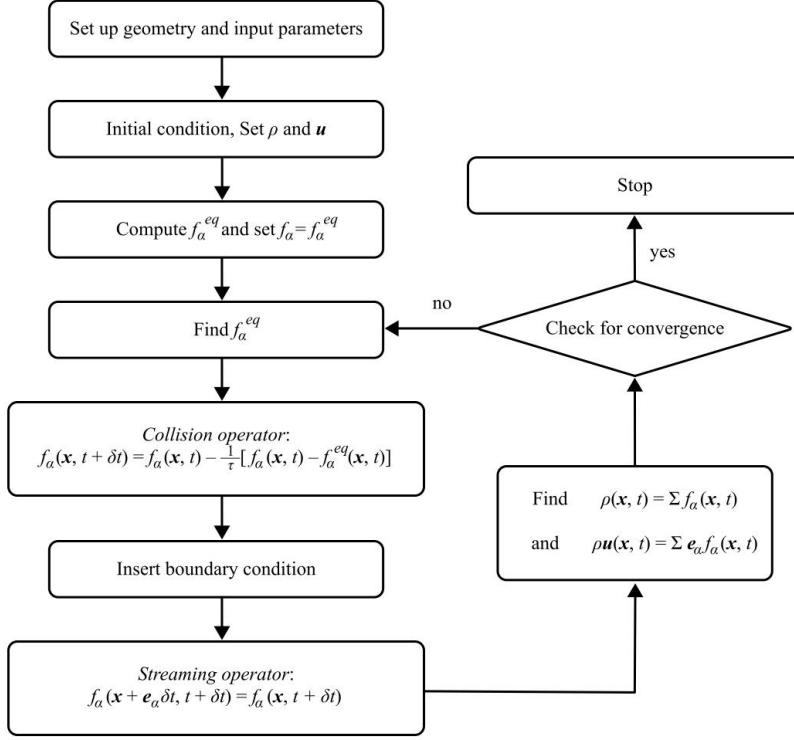 Set up geometry and input parameters
Initial condition, Set ρ and u
Compute f_α^eq and set f_α = f_α^eq
Find f_α^eq
Collision operator:
f_α(x, t + δt) = f_α(x, t) − 1/τ [f_α(x, t) − f_α^eq(x, t)]
Insert boundary condition
Streaming operator:
f_α(x + e_α δt, t + δt) = f_α(x, t + δt)
Find ρ(x, t) = Σ f_α(x, t)
and ρu(x, t) = Σ e_α f_α(x, t)
Check for convergence
no
yes
Stop